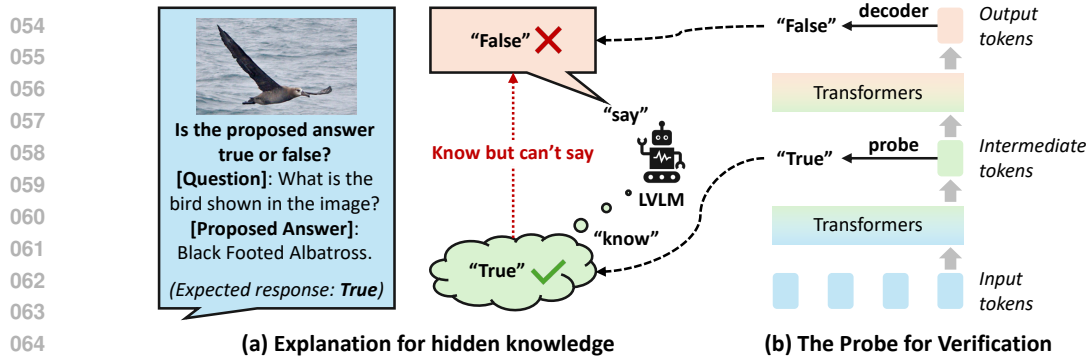 054
055
056
057
058
059
060
061
062
063
064
Is the proposed answer
true or false?
[Question]: What is the
bird shown in the image?
[Proposed Answer]:
Black Footed Albatross.
(Expected response: True)
“False”
“say”
Know but can’t say
LVLM
“know”
“True”
(a) Explanation for hidden knowledge
“False”
decoder
Output
tokens
Transformers
“True”
probe
Intermediate
tokens
Transformers
Input
tokens
(b) The Probe for Verification